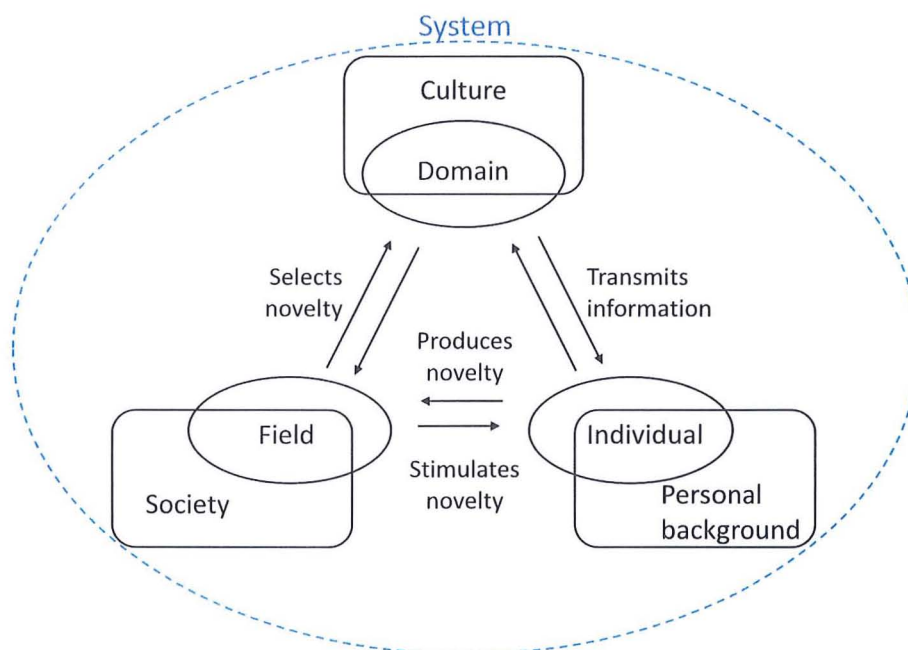 System
Culture
Domain
Selects
novelty
Transmits
information
Produces
novelty
Field
Individual
Stimulates
novelty
Society
Personal
background